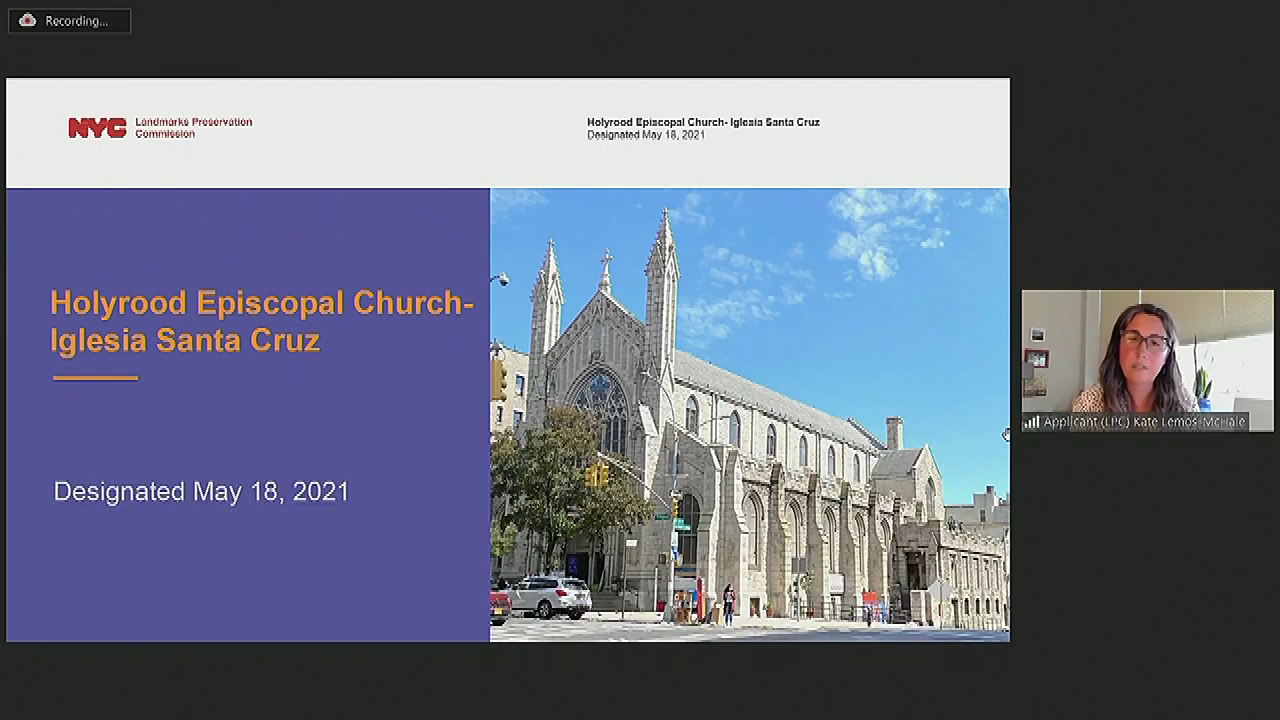 Recording...
NYC
Landmarks Preservation
Commission
Holyrood Episcopal Church- Iglesia Santa Cruz
Designated May 18, 2021
Holyrood Episcopal Church-
Iglesia Santa Cruz
Designated May 18, 2021
Applicant (LPC) Kate Lemos McHale